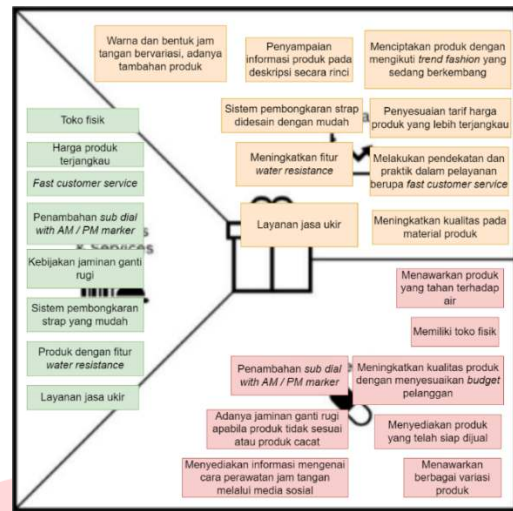 Warna dan bentuk jam
tangan bervariasi, adanya
tambahan produk
Penyampaian
informasi produk pada
deskripsi secara rinci
Menciptakan produk dengan
mengikuti trend fashion yang
sedang berkembang
Sistem pembongkaran strap
didesain dengan mudah
Penyesuaian tarif harga
produk yang lebih terjangkau
Meningkatkan fitur
water resistance
Melakukan pendekatan dan
praktik dalam pelayanan
berupa fast customer service
Layanan jasa ukir
Meningkatkan kualitas pada
material produk
Toko fisik
Harga produk
terjangkau
Fast customer service
Penambahan sub dial
with AM / PM marker
Kebijakan jaminan ganti
rugi
Sistem pembongkaran
strap yang mudah
Produk dengan fitur
water resistance
Layanan jasa ukir
Menawarkan produk
yang tahan terhadap
air
Memiliki toko fisik
Penambahan sub dial
with AM / PM marker
Meningkatkan kualitas produk
dengan menyesuaikan budget
pelanggan
Adanya jaminan ganti rugi
apabila produk tidak sesuai
atau produk cacat
Menyediakan produk
yang telah siap dijual
Menyediakan informasi mengenai
cara perawatan jam tangan
melalui media sosial
Menawarkan
berbagai variasi
produk